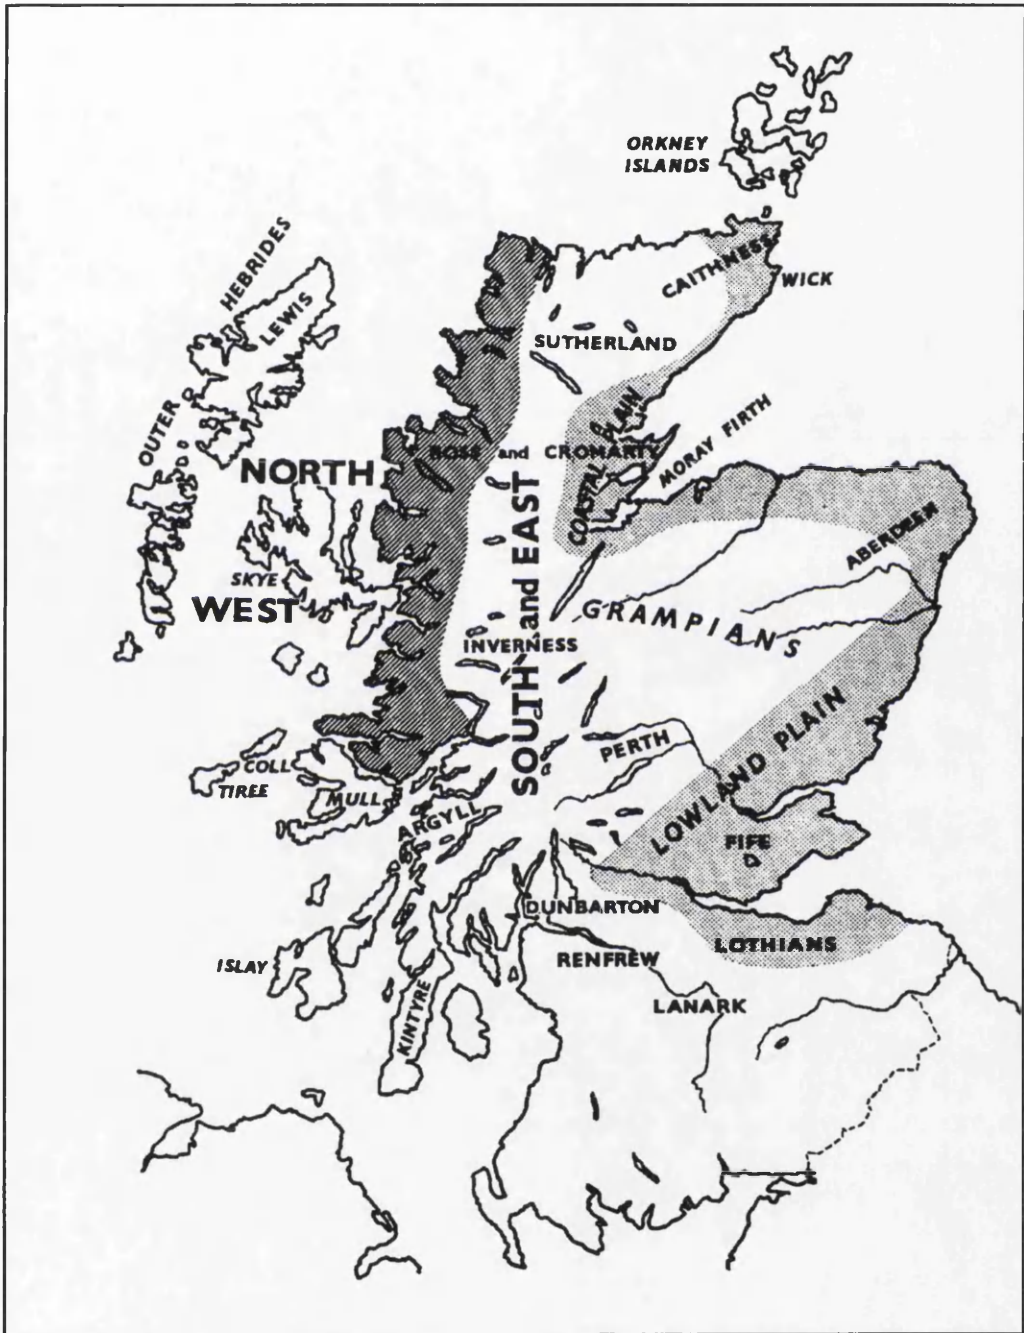 ORKNEY
ISLANDS
OUTER
HEBRIDES
LEWIS
CAITHNESS
WICK
SUTHERLAND
COASTAL PLAIN
MORAY FIRTH
ROSS and CROMARTY
NORTH
WEST
SKYE
SOUTH and EAST
ABERDEEN
GRAMPIANS
INVERNESS
LOWLAND PLAIN
PERTH
COLL
TIREE
MULL
ARGYLL
FIFE
DUNBARTON
LOTHIANS
RENFREW
ISLAY
LANARK
KINTYRE